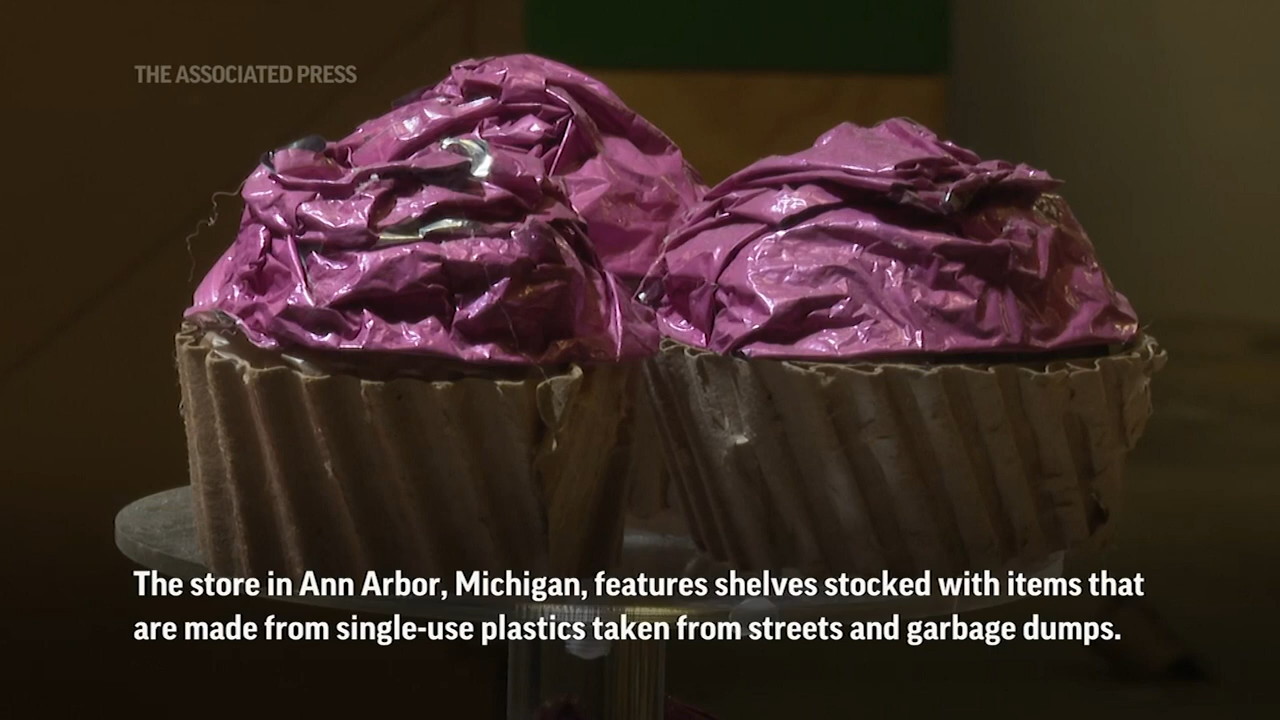 THE ASSOCIATED PRESS
The store in Ann Arbor, Michigan, features shelves stocked with items that
are made from single-use plastics taken from streets and garbage dumps.